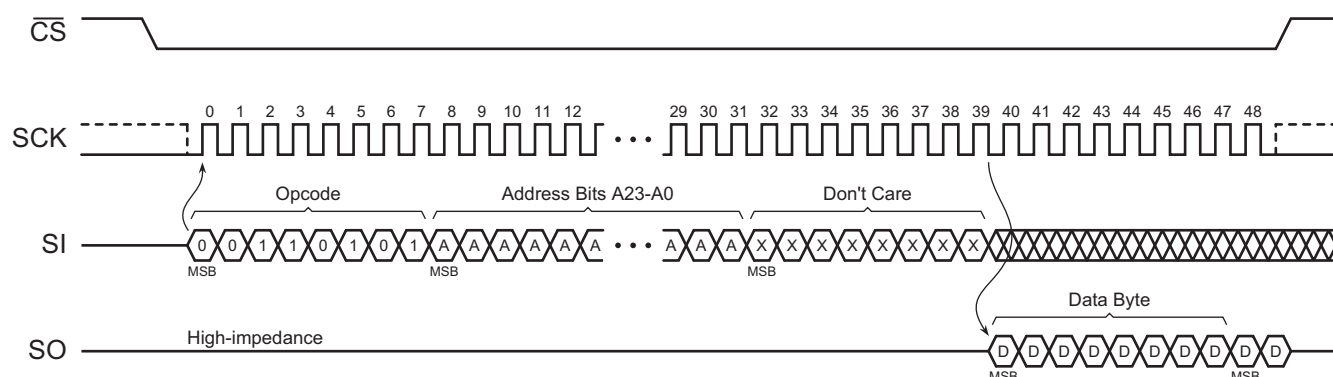 CS
0 1 2 3 4 5 6 7 8 9 10 11 12 29 30 31 32 33 34 35 36 37 38 39 40 41 42 43 44 45 46 47 48
SCK
Opcode Address Bits A23-A0 Don't Care
SI 0 0 1 1 0 1 0 1 A A A A A A A A A X X X X X X X X
MSB MSB MSB
Data Byte
High-impedance
SO D D D D D D D D D D
MSB MSB